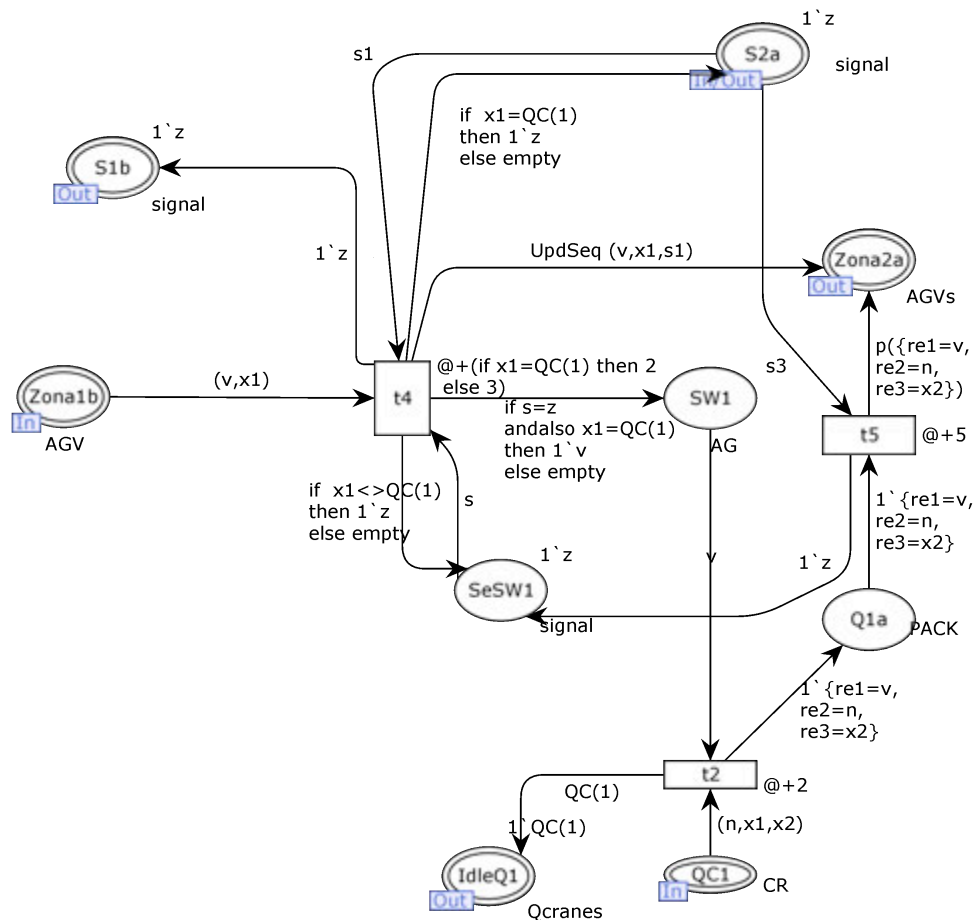 1`z
S2a
In/Out
signal
s1
if  x1=QC(1)
then 1`z
else empty
1`z
S1b
Out
signal
1`z
UpdSeq (v,x1,s1)
Zona2a
Out
AGVs
p({re1=v,
re2=n,
re3=x2})
s3
Zona1b
In
AGV
(v,x1)
t4
@+(if x1=QC(1) then 2
else 3)
if s=z
andalso x1=QC(1)
then 1`v
else empty
SW1
AG
t5
@+5
if  x1<>QC(1)
then 1`z
else empty
s
1`{re1=v,
re2=n,
re3=x2}
1`z
SeSW1
signal
v
1`z
Q1a
PACK
1`{re1=v,
re2=n,
re3=x2}
t2
@+2
QC(1)
1`QC(1)
(n,x1,x2)
IdleQ1
Out
Qcranes
QC1
In
CR